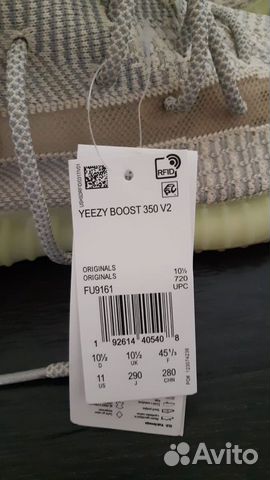 RFID
YEEZY BOOST 350 V2
ORIGINALS 10½
ORIGINALS 720
FU9161 UPC
1 92614 40540 8
10½ 10½ 45⅓
D UK F
11 290 280
US J CHN
Avito